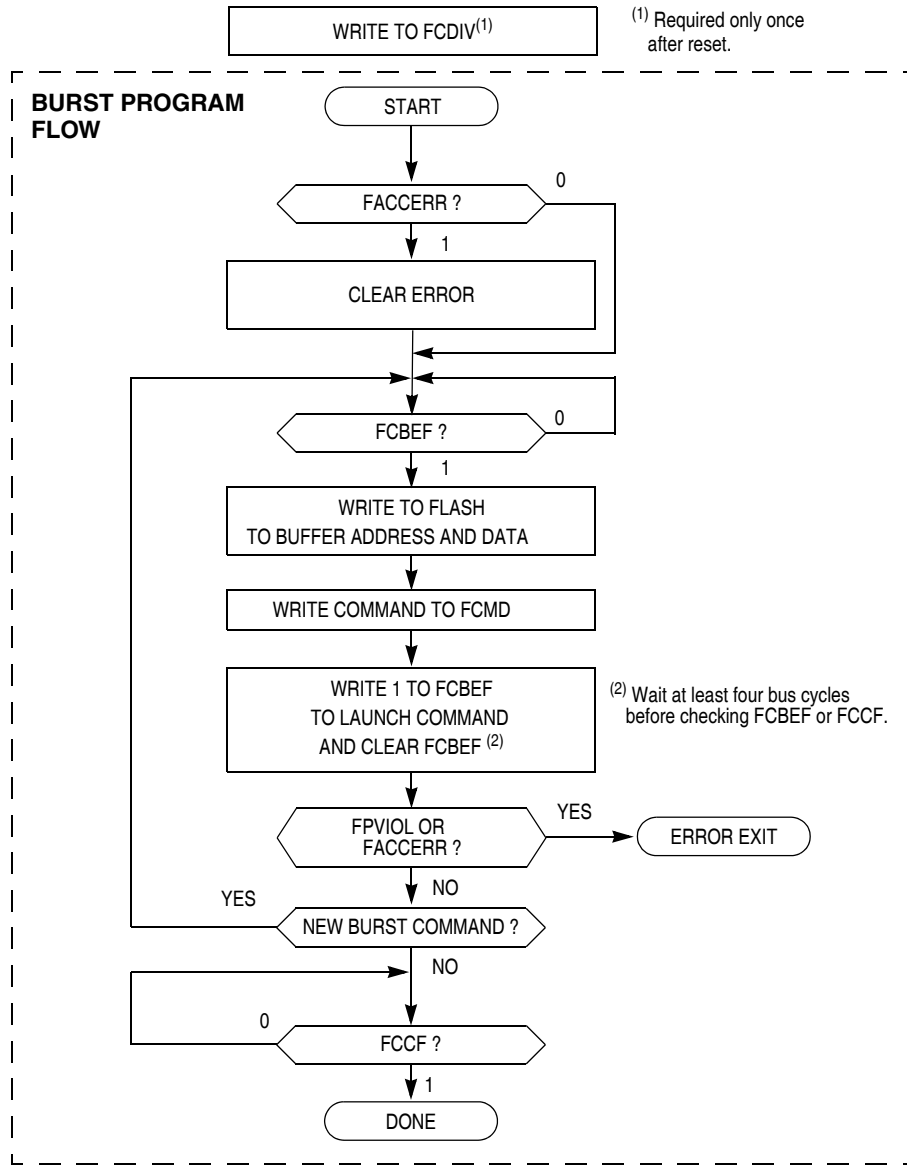 WRITE TO FCDIV(1)
(1) Required only once
after reset.
BURST PROGRAM
FLOW
START
FACCERR ?
0
1
CLEAR ERROR
FCBEF ?
0
1
WRITE TO FLASH
TO BUFFER ADDRESS AND DATA
WRITE COMMAND TO FCMD
WRITE 1 TO FCBEF
TO LAUNCH COMMAND
AND CLEAR FCBEF (2)
(2) Wait at least four bus cycles
before checking FCBEF or FCCF.
FPVIOL OR
FACCERR ?
YES
ERROR EXIT
NO
YES
NEW BURST COMMAND ?
NO
0
FCCF ?
1
DONE